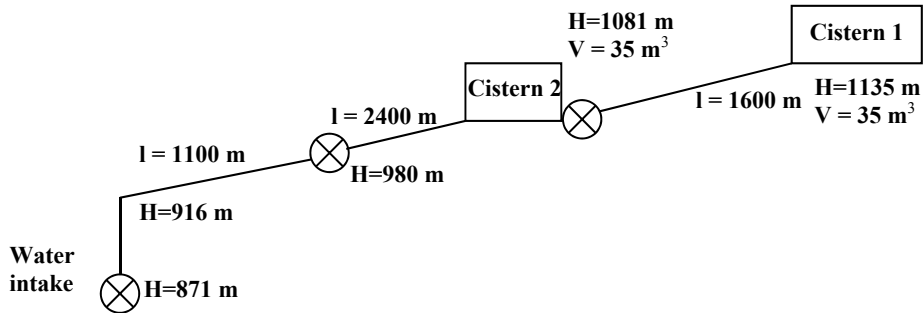 H=1081 m
V = 35 m³
Cistern 1
Cistern 2
H=1135 m
V = 35 m³
l = 1600 m
l = 2400 m
l = 1100 m
H=980 m
H=916 m
Water
intake
H=871 m